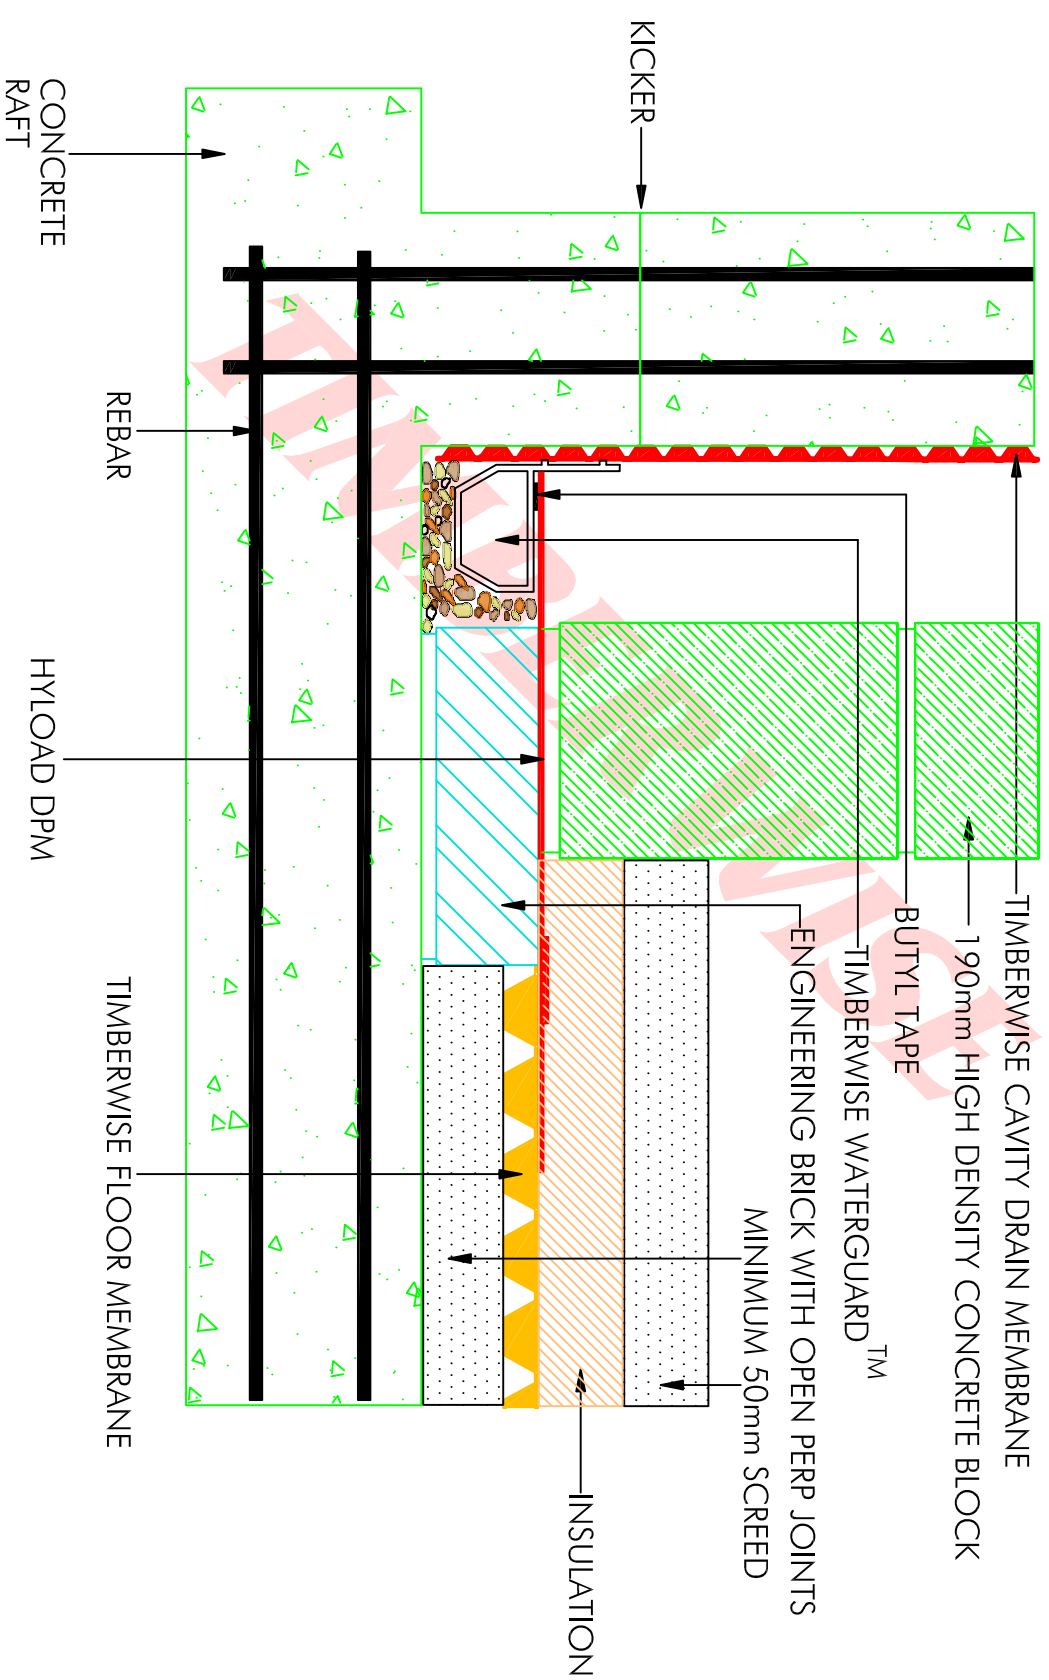 TIMBERWISE CAVITY DRAIN MEMBRANE
190mm HIGH DENSITY CONCRETE BLOCK
BUTYL TAPE
TIMBERWISE WATERGUARD™
ENGINEERING BRICK WITH OPEN PERP JOINTS
MINIMUM 50mm SCREED
KICKER
INSULATION
CONCRETE
RAFT
REBAR
HYLOAD DPM
TIMBERWISE FLOOR MEMBRANE
TIMBERWISE